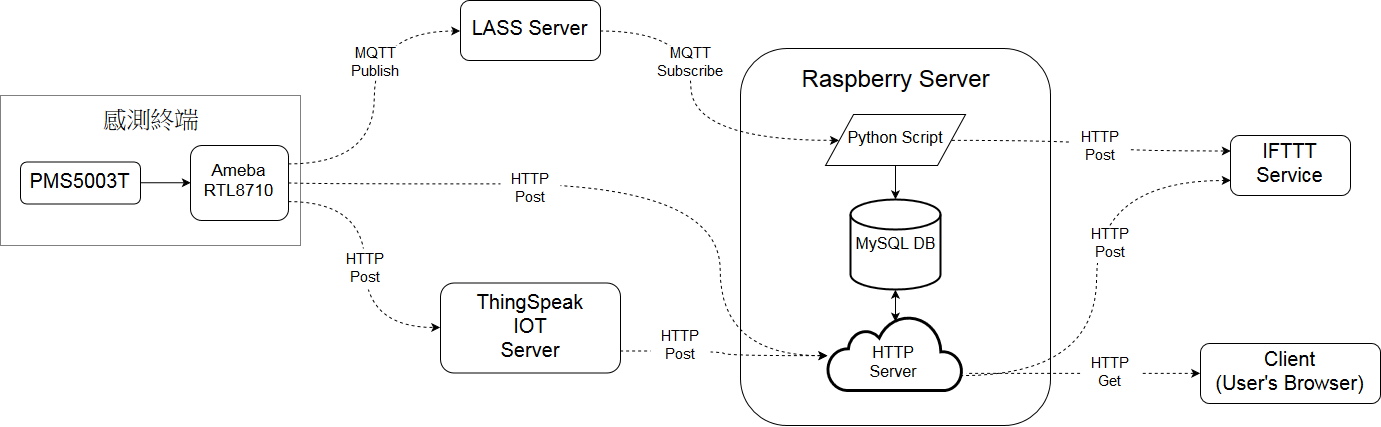 LASS Server
MQTT
Publish
MQTT
Subscribe
Raspberry Server
感測終端
PMS5003T
Ameba
RTL8710
Python Script
HTTP
Post
IFTTT
Service
HTTP
Post
MySQL DB
HTTP
Post
HTTP
Post
ThingSpeak
IOT
Server
HTTP
Post
HTTP
Server
HTTP
Get
Client
(User's Browser)